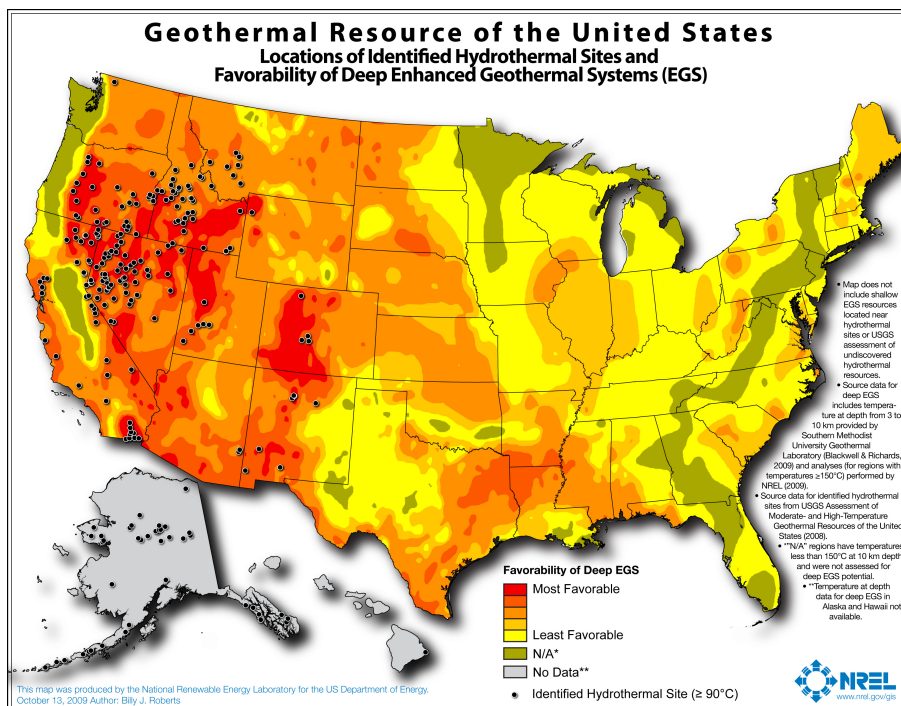 Geothermal Resource of the United States
Locations of Identified Hydrothermal Sites and
Favorability of Deep Enhanced Geothermal Systems (EGS)
• Map does not
include shallow
EGS resources
located near
hydrothermal
sites or USGS
assessment of
undiscovered
hydrothermal
resources.
• Source data for
deep EGS
includes tempera-
ture at depth from 3 to
10 km provided by
Southern Methodist
University Geothermal
Laboratory (Blackwell & Richards,
2009) and analyses (for regions with
temperatures ≥150°C) performed by
NREL (2009).
• Source data for identified hydrothermal
sites from USGS Assessment of
Moderate- and High-Temperature
Geothermal Resources of the United
States (2008).
• *"N/A" regions have temperatures
less than 150°C at 10 km depth
and were not assessed for
deep EGS potential.
• **Temperature at depth
data for deep EGS in
Alaska and Hawaii not
available.
Favorability of Deep EGS
Most Favorable
Least Favorable
N/A*
No Data**
Identified Hydrothermal Site (≥ 90°C)
This map was produced by the National Renewable Energy Laboratory for the US Department of Energy.
October 13, 2009 Author: Billy J. Roberts
NREL
www.nrel.gov/gis